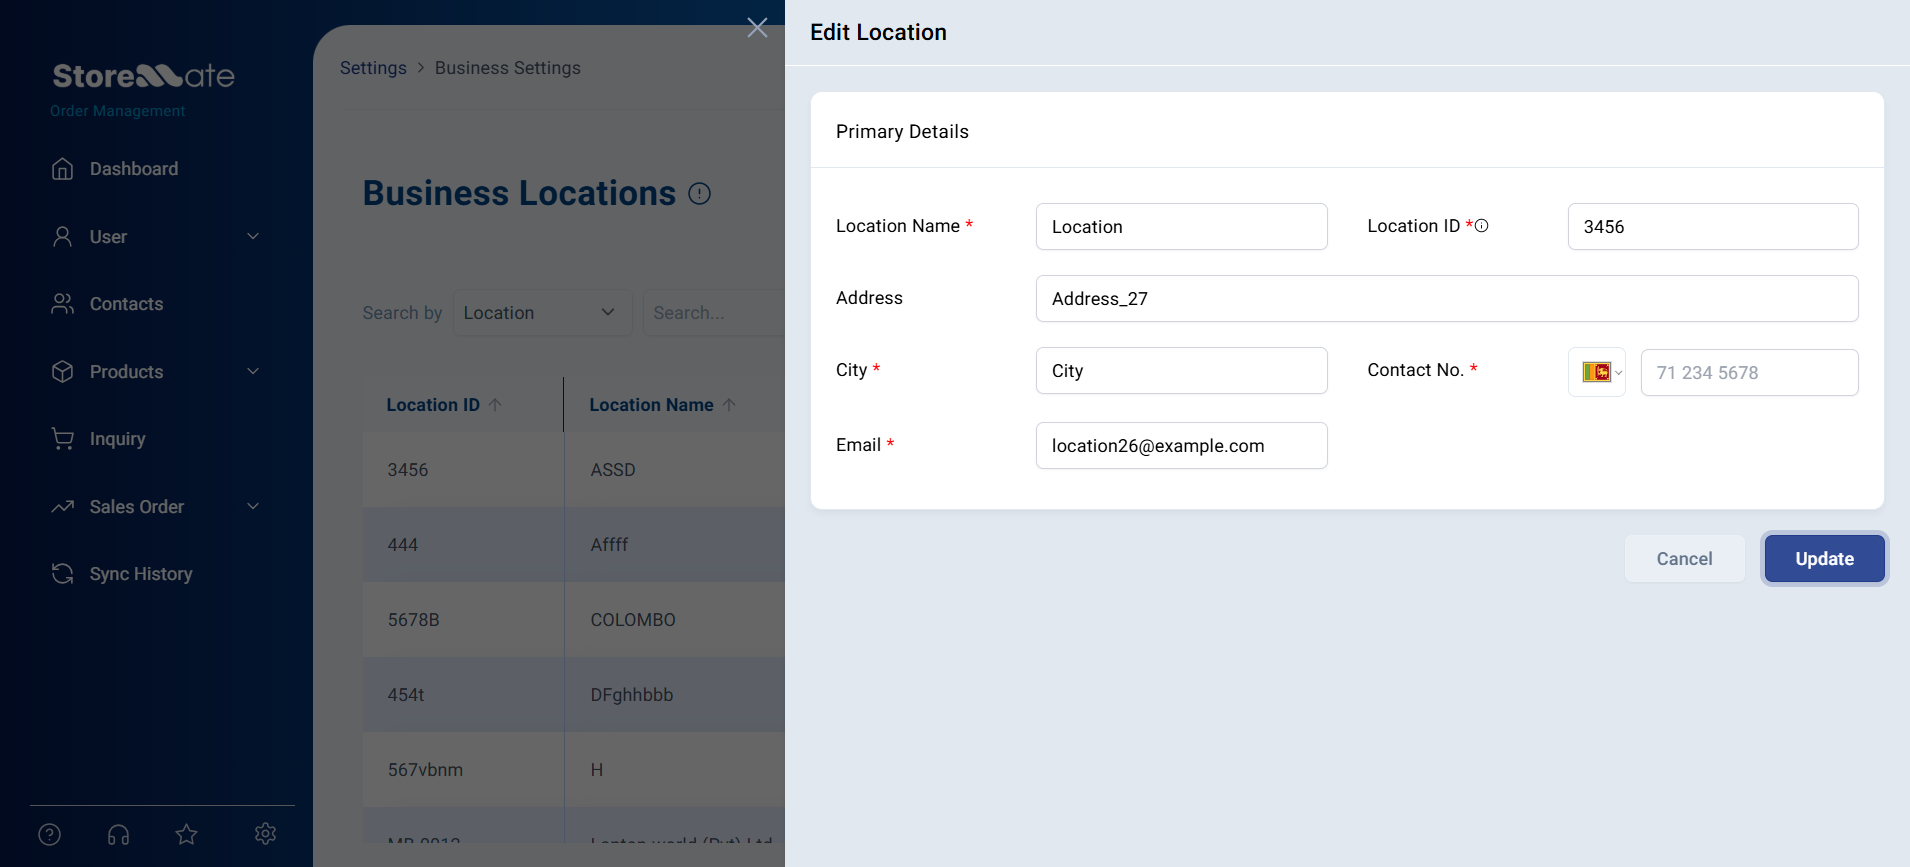 StoreMate
Order Management
Dashboard
User
Contacts
Products
Inquiry
Sales Order
Sync History
Settings > Business Settings
Business Locations
Search by Location Search...
Location ID Location Name
3456 ASSD
444 Affff
5678B COLOMBO
454t DFghhbbb
567vbnm H
Edit Location
Primary Details
Location Name * Location Location ID * 3456
Address Address_27
City * City Contact No. * 71 234 5678
Email * location26@example.com
Cancel Update